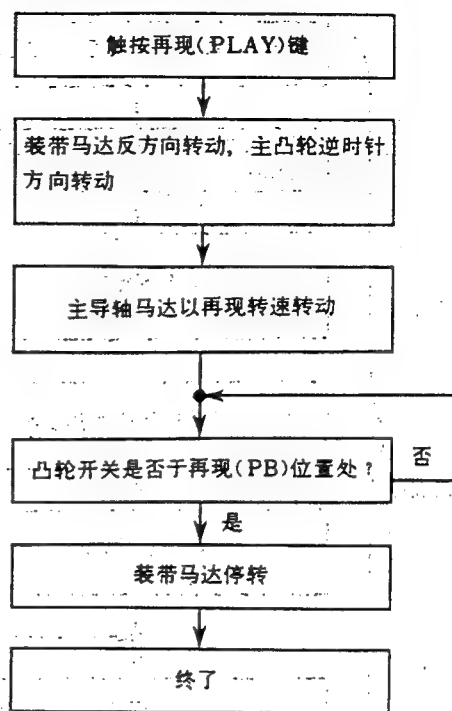 触按再现(PLAY)键
装带马达反方向转动, 主凸轮逆时针
方向转动
主导轴马达以再现转速转动
凸轮开关是否于再现(PB)位置处?
否
是
装带马达停转
终了